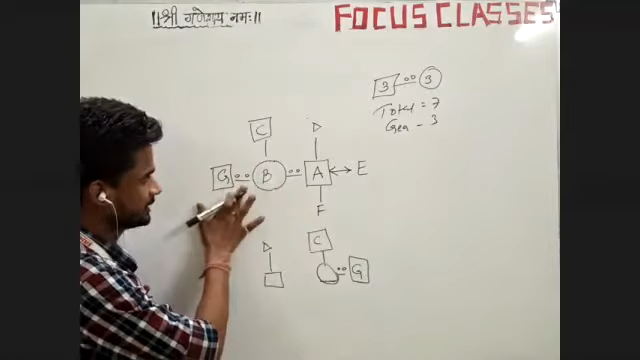 ||श्री गणेशाय नमः||
FOCUS CLASSES
3 3
Total = 7
Gen - 3
C D
G B A E
F
D C
G